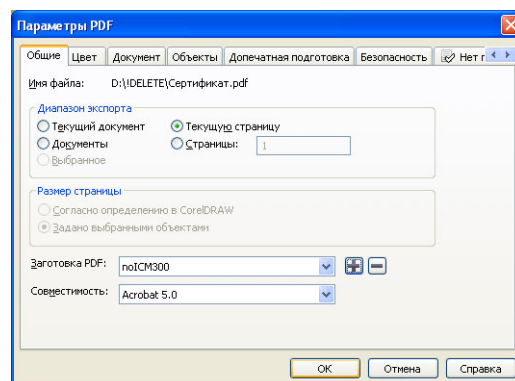 Параметры PDF
Общие Цвет Документ Объекты Допечатная подготовка Безопасность Нет
Имя файла: D:\!DELETE\Сертификат.pdf
Диапазон экспорта
Текущий документ Текущую страницу
Документы Страницы: 1
Выбранное
Размер страницы
Согласно определению в CorelDRAW
Задано выбранными объектами
Заготовка PDF: noICM300
Совместимость: Acrobat 5.0
OK Отмена Справка